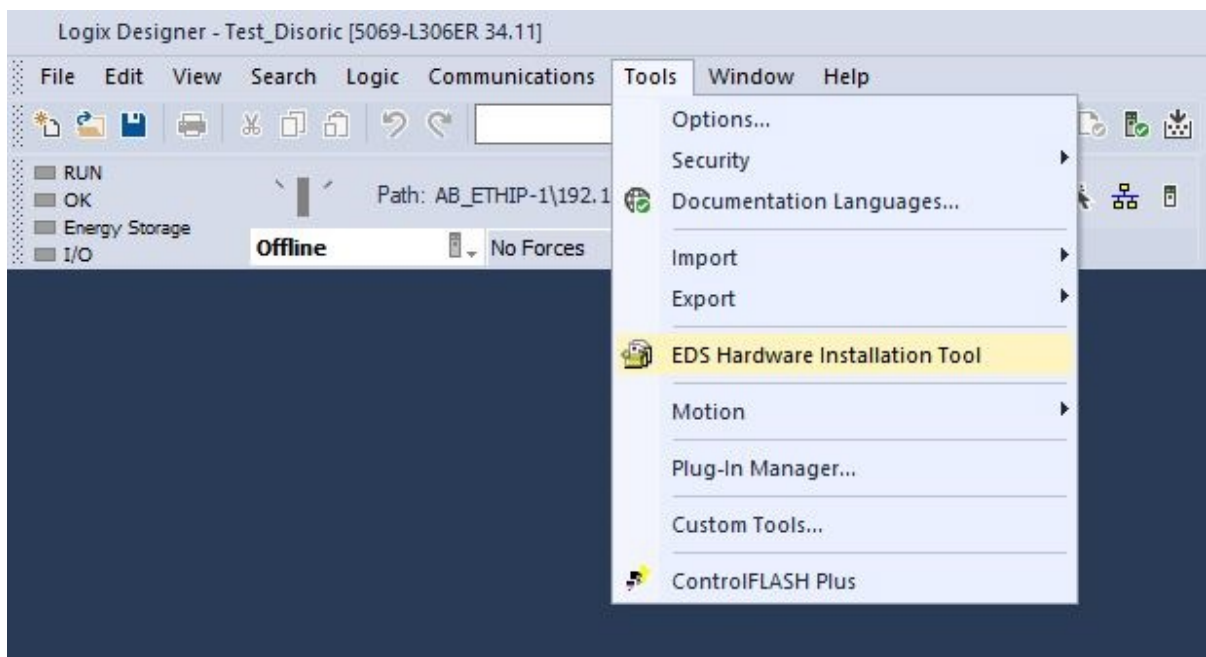 Logix Designer - Test_Disoric [5069-L306ER 34.11]
File Edit View Search Logic Communications Tools Window Help
Options...
Security
Documentation Languages...
Import
Export
EDS Hardware Installation Tool
Motion
Plug-In Manager...
Custom Tools...
ControlFLASH Plus
RUN
OK
Energy Storage
I/O
Path: AB_ETHIP-1\192.1
Offline
No Forces